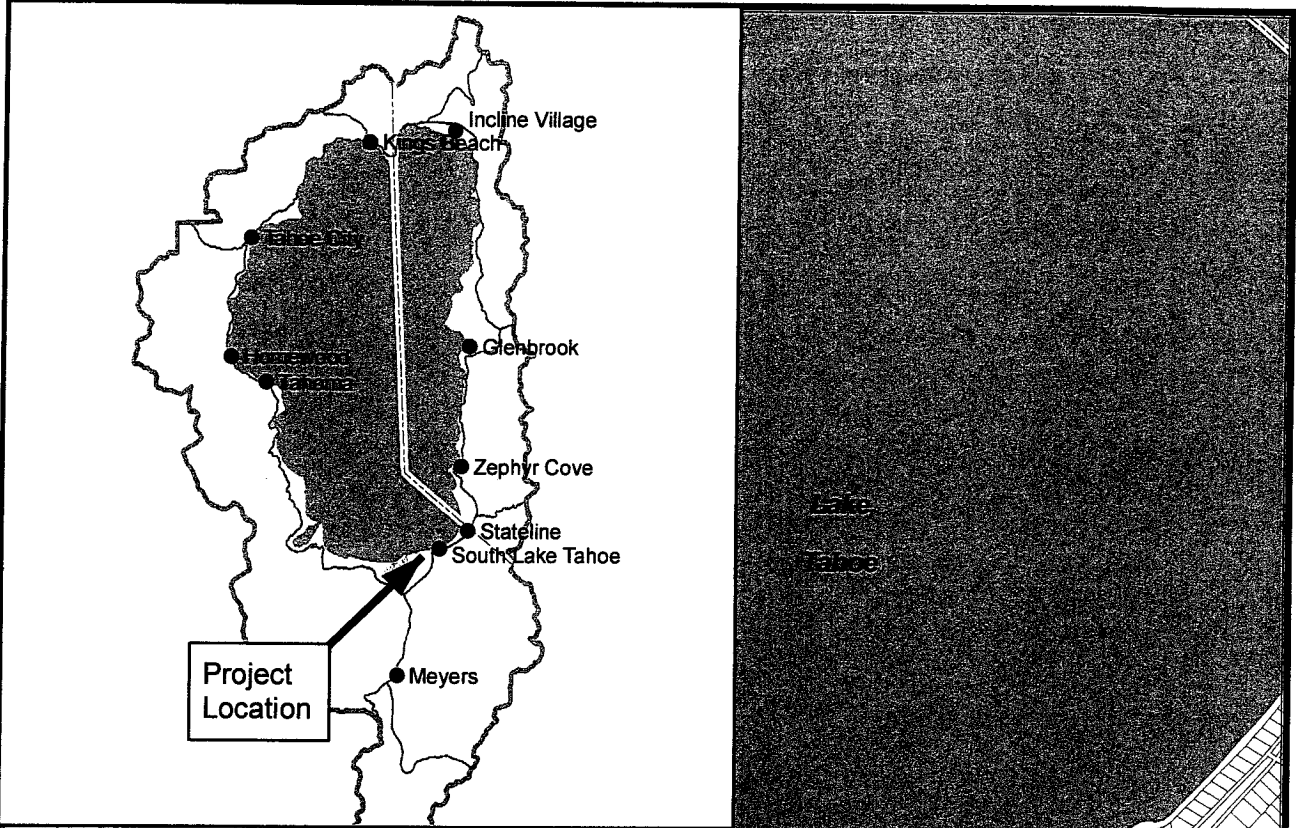 Incline Village
Kings Beach
Tahoe City
Glenbrook
Homewood
Tahoma
Zephyr Cove
Stateline
South Lake Tahoe
Project
Location
Meyers
Lake
Tahoe